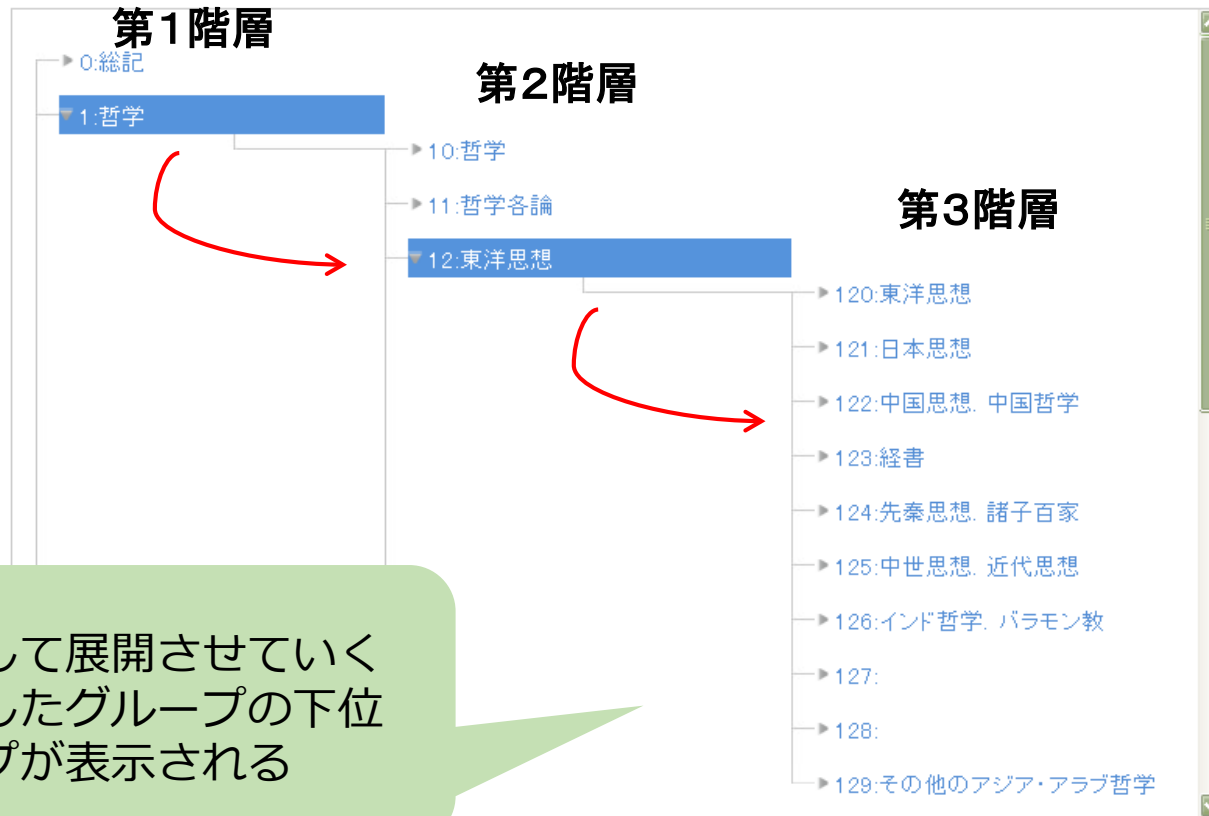 第１階層
0:総記
第２階層
1:哲学
10:哲学
11:哲学各論
第３階層
12:東洋思想
120:東洋思想
121:日本思想
122:中国思想. 中国哲学
123:経書
124:先秦思想. 諸子百家
125:中世思想. 近代思想
126:インド哲学. バラモン教
127:
128:
129:その他のアジア・アラブ哲学
して展開させていく
したグループの下位
プが表示される